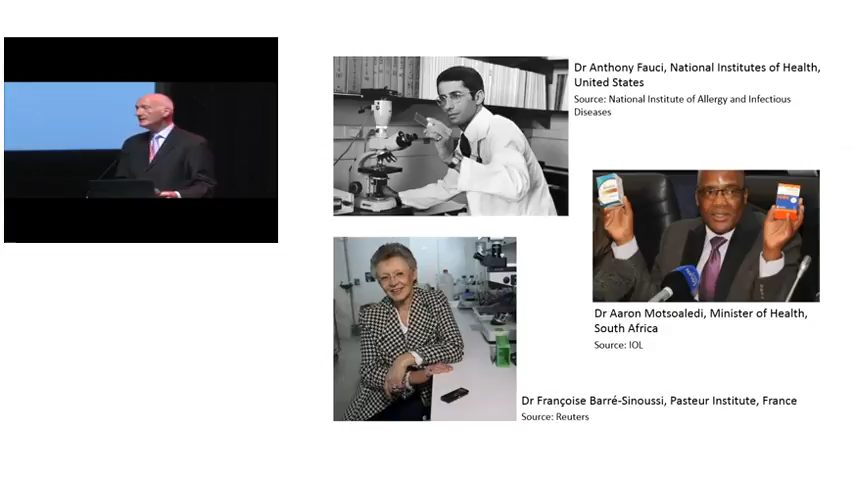 Dr Anthony Fauci, National Institutes of Health,
United States
Source: National Institute of Allergy and Infectious
Diseases
Dr Aaron Motsoaledi, Minister of Health,
South Africa
Source: IOL
Dr Françoise Barré-Sinoussi, Pasteur Institute, France
Source: Reuters